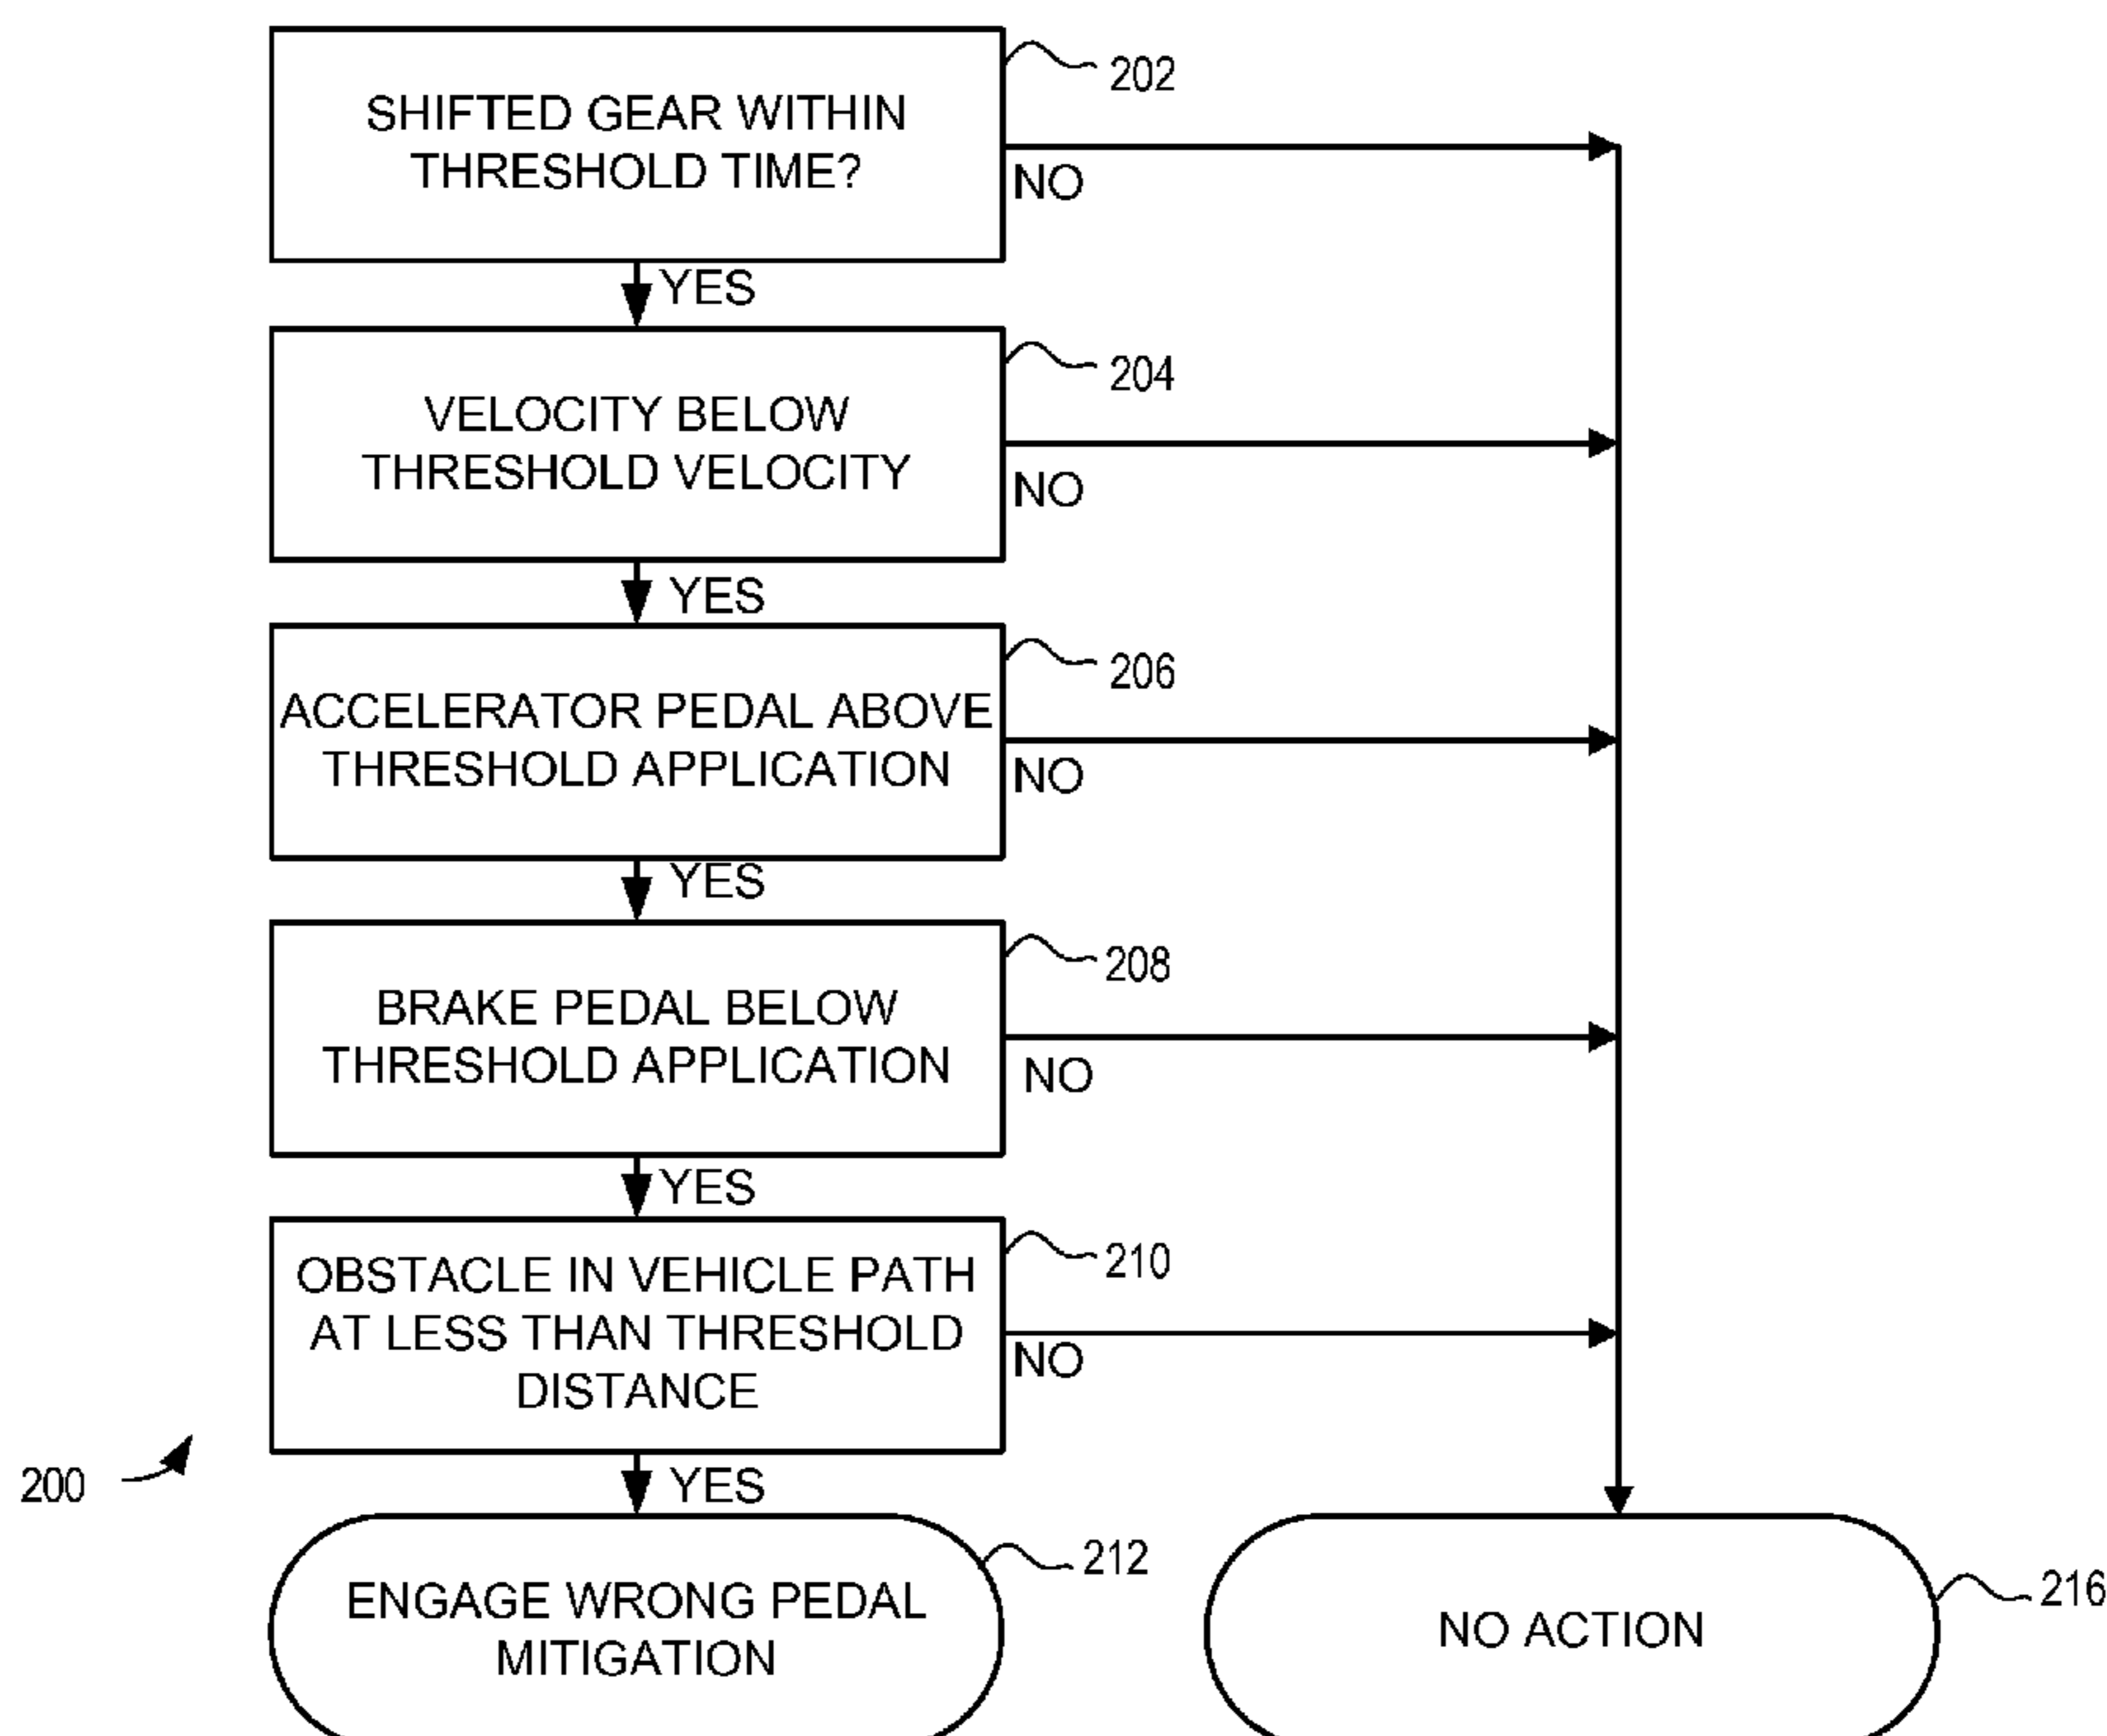 202
SHIFTED GEAR WITHIN
THRESHOLD TIME?
NO
YES
204
VELOCITY BELOW
THRESHOLD VELOCITY
NO
YES
206
ACCELERATOR PEDAL ABOVE
THRESHOLD APPLICATION
NO
YES
208
BRAKE PEDAL BELOW
THRESHOLD APPLICATION
NO
YES
210
OBSTACLE IN VEHICLE PATH
AT LESS THAN THRESHOLD
DISTANCE
NO
200
YES
212
ENGAGE WRONG PEDAL
MITIGATION
216
NO ACTION